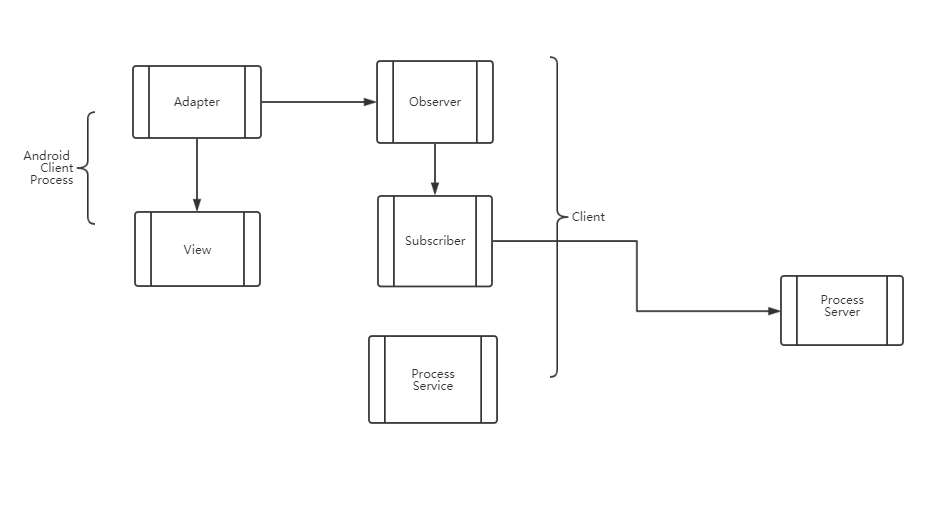 Adapter
Observer
Android
Client
Process
View
Subscriber
Client
Process
Server
Process
Service